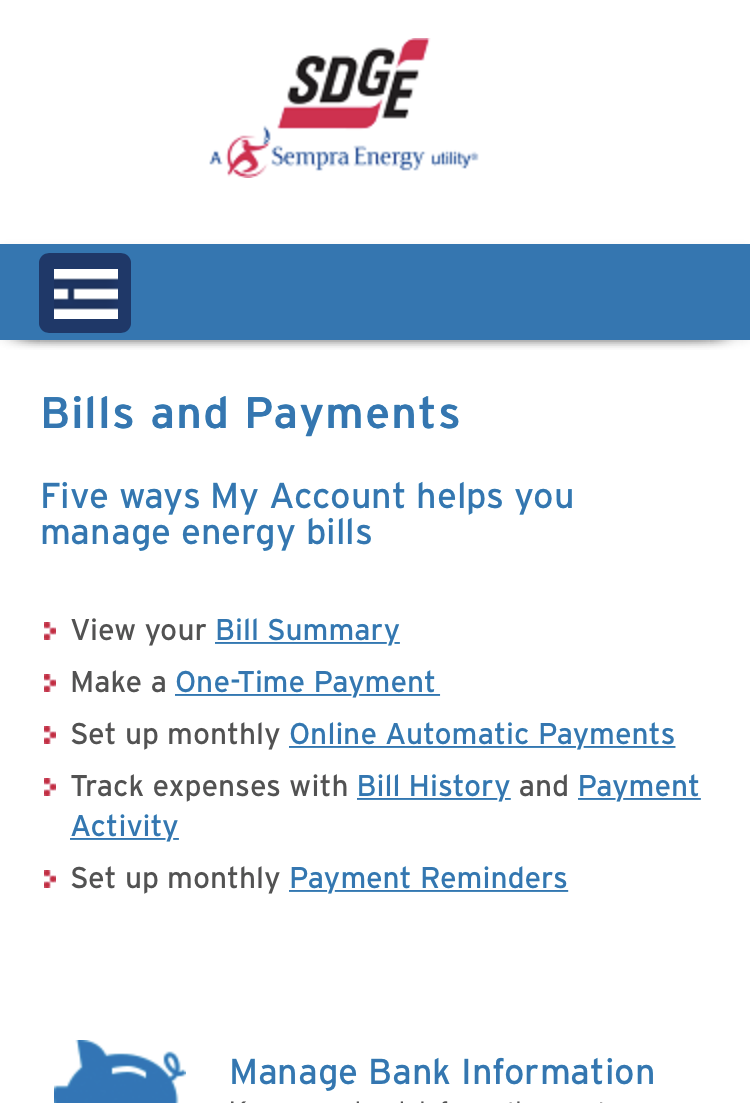 SDGE
A Sempra Energy utility®
Bills and Payments
Five ways My Account helps you
manage energy bills
View your Bill Summary
Make a One-Time Payment
Set up monthly Online Automatic Payments
Track expenses with Bill History and Payment
Activity
Set up monthly Payment Reminders
Manage Bank Information